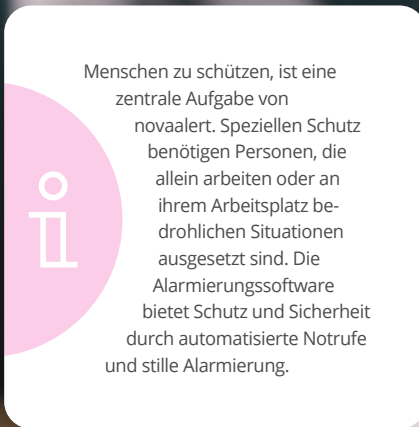 Menschen zu schützen, ist eine
zentrale Aufgabe von
novaalert. Speziellen Schutz
benötigen Personen, die
allein arbeiten oder an
ihrem Arbeitsplatz be-
drohlichen Situationen
ausgesetzt sind. Die
Alarmierungssoftware
bietet Schutz und Sicherheit
durch automatisierte Notrufe
und stille Alarmierung.